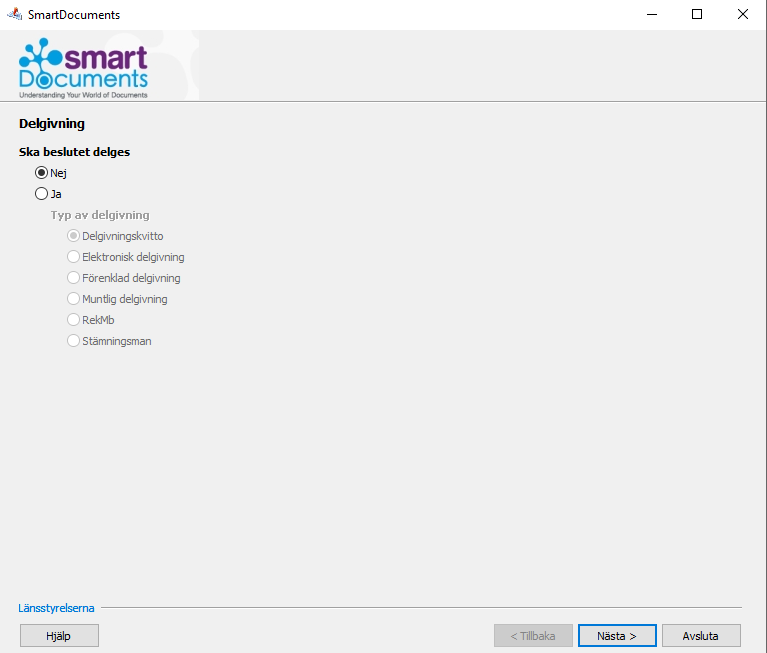 SmartDocuments
smart
Documents
Understanding Your World of Documents
Delgivning
Ska beslutet delges
Nej
Ja
Typ av delgivning
Delgivningskvitto
Elektronisk delgivning
Förenklad delgivning
Muntlig delgivning
RekMb
Stämningsman
Länsstyrelserna
Hjälp
< Tillbaka
Nästa >
Avsluta